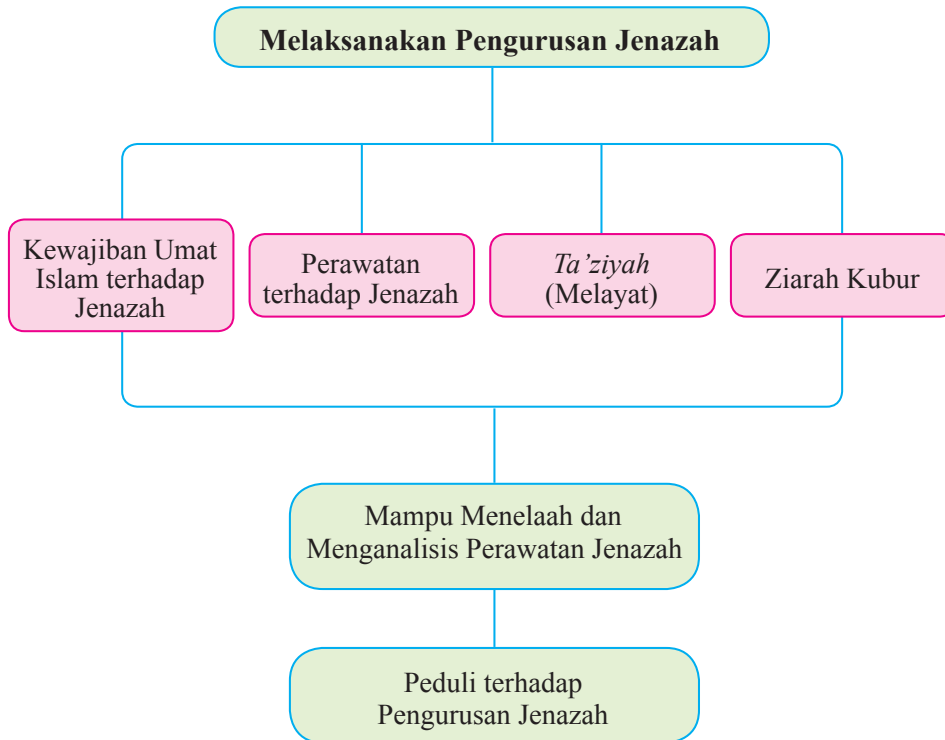 Melaksanakan Pengurusan Jenazah
Kewajiban Umat
Islam terhadap
Jenazah
Perawatan
terhadap Jenazah
Ta’ziyah
(Melayat)
Ziarah Kubur
Mampu Menelaah dan
Menganalisis Perawatan Jenazah
Peduli terhadap
Pengurusan Jenazah